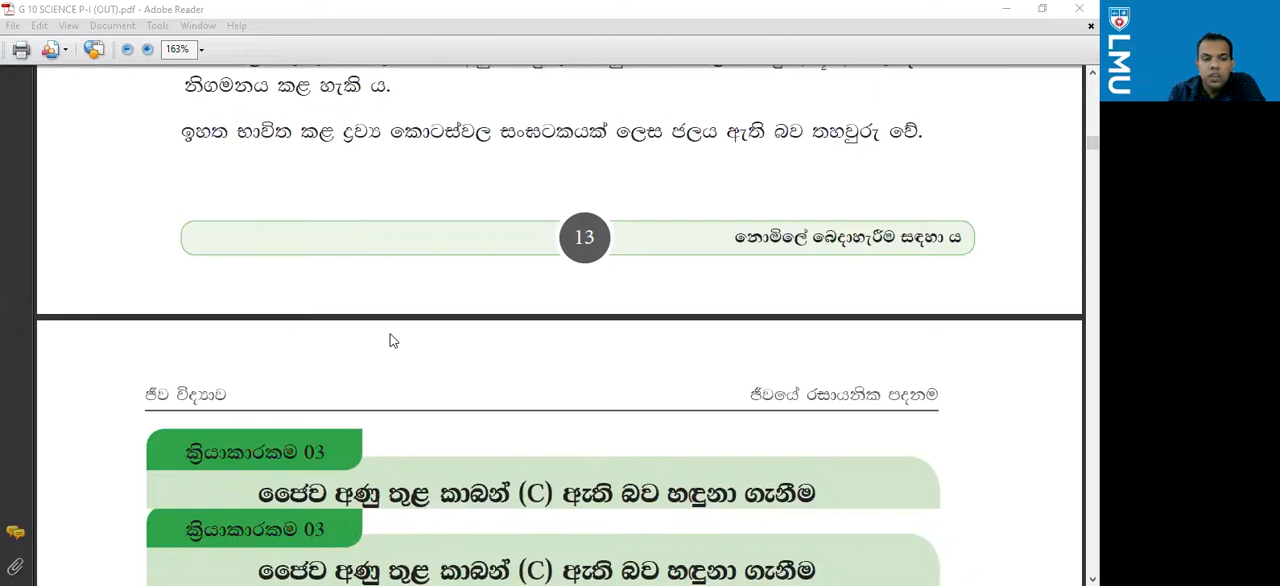 G 10 SCIENCE P-I (OUT).pdf - Adobe Reader
File Edit View Document Tools Window Help
163%
නිගමනය කළ හැකි ය.
ඉහත භාවිත කළ ද්‍රව්‍ය කොටස්වල සංඝටකයක් ලෙස ජලය ඇති බව තහවුරු වේ.
13
නොමිලේ බෙදාහැරීම සඳහා ය
ජීව විද්‍යාව
ජීවයේ රසායනික පදනම
ක්‍රියාකාරකම 03
ජෛව අණු තුළ කාබන් (C) ඇති බව හඳුනා ගැනීම
ක්‍රියාකාරකම 03
ජෛව අණු තුළ කාබන් (C) ඇති බව හඳුනා ගැනීම
LMU